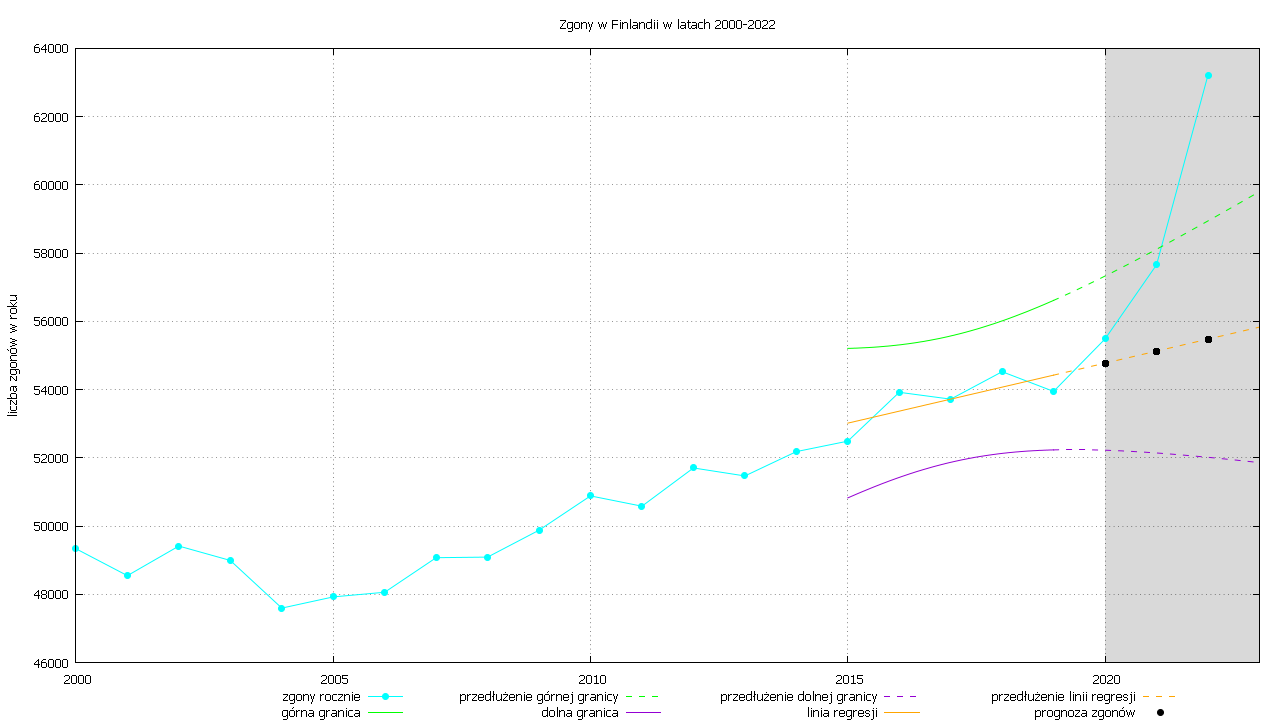 Zgony w Finlandii w latach 2000-2022
64000
62000
60000
58000
56000
54000
52000
50000
48000
46000
liczba zgonów w roku
2000 2005 2010 2015 2020
zgony rocznie przedłużenie górnej granicy przedłużenie dolnej granicy przedłużenie linii regresji
górna granica dolna granica linia regresji prognoza zgonów